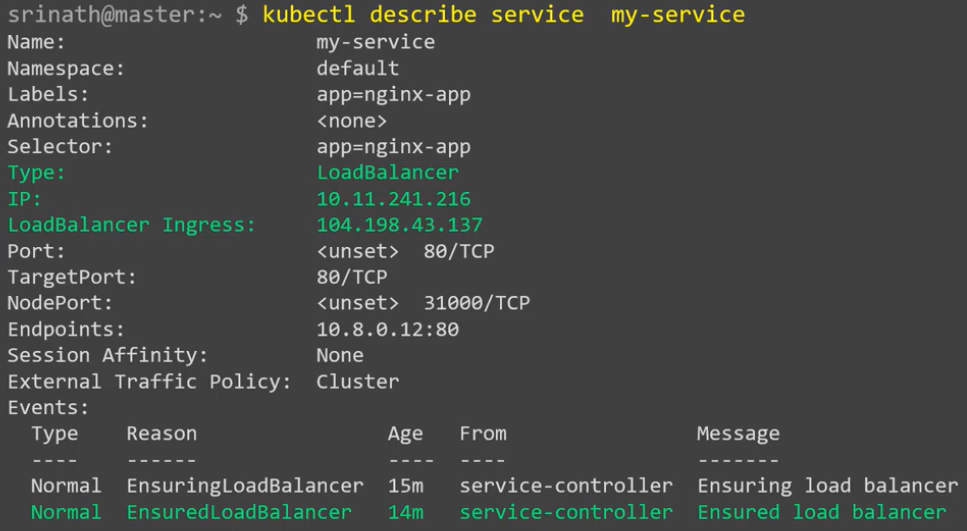 srinath@master:~ $ kubectl describe service  my-service
Name:                     my-service
Namespace:                default
Labels:                   app=nginx-app
Annotations:              <none>
Selector:                 app=nginx-app
Type:                     LoadBalancer
IP:                       10.11.241.216
LoadBalancer Ingress:     104.198.43.137
Port:                     <unset>  80/TCP
TargetPort:               80/TCP
NodePort:                 <unset>  31000/TCP
Endpoints:                10.8.0.12:80
Session Affinity:         None
External Traffic Policy:  Cluster
Events:
  Type    Reason                Age   From                Message
  ----    ------                ----  ----                -------
  Normal  EnsuringLoadBalancer  15m   service-controller  Ensuring load balancer
  Normal  EnsuredLoadBalancer   14m   service-controller  Ensured load balancer